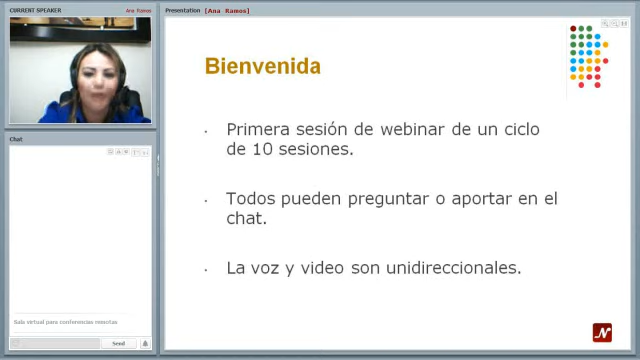 CURRENT SPEAKER
Ana Ramos
Presentation [Ana Ramos]
Bienvenida
Primera sesión de webinar de un ciclo
de 10 sesiones.
Todos pueden preguntar o aportar en el
chat.
La voz y video son unidireccionales.
Chat
Sala virtual para conferencias remotas
Send
N